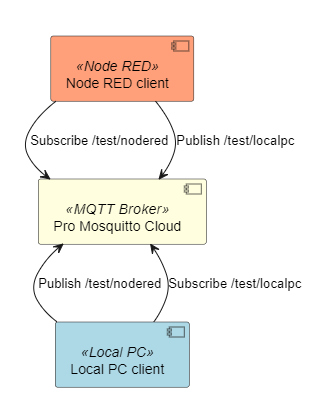 «Node RED»
Node RED client
Subscribe /test/nodered
Publish /test/localpc
«MQTT Broker»
Pro Mosquitto Cloud
Publish /test/nodered
Subscribe /test/localpc
«Local PC»
Local PC client